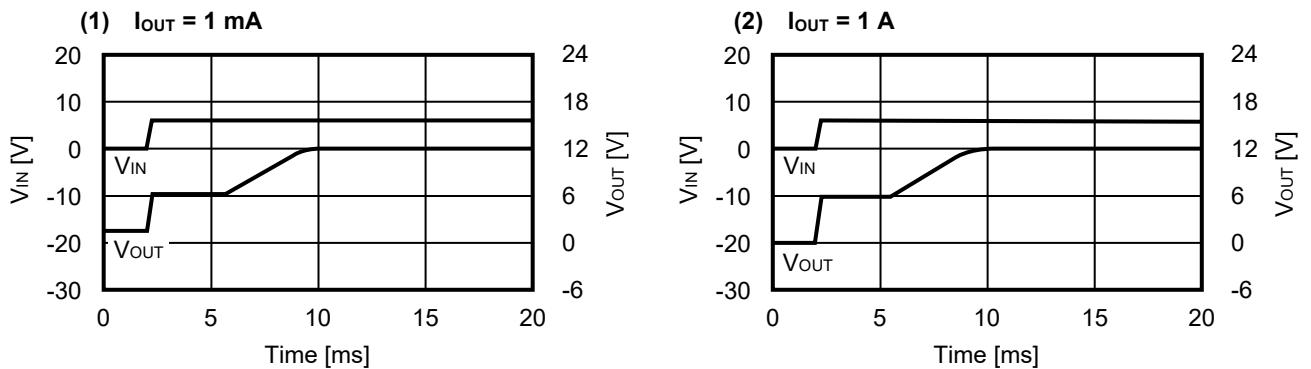 (1) IOUT = 1 mA
20
10
0
-10
-20
-30
VIN [V]
VIN
VOUT
24
18
12
6
0
-6
VOUT [V]
0 5 10 15 20
Time [ms]
(2) IOUT = 1 A
20
10
0
-10
-20
-30
VIN [V]
VIN
VOUT
24
18
12
6
0
-6
VOUT [V]
0 5 10 15 20
Time [ms]